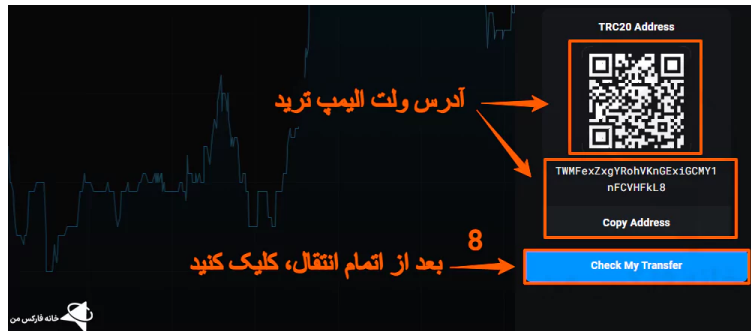 TRC20 Address
آدرس ولت الیمپ ترید
TWMFexZxgYRohVKnGExiGCMY1
nFCVHFkL8
Copy Address
8
بعد از اتمام انتقال، کلیک کنید
Check My Transfer
خانه فارکس من